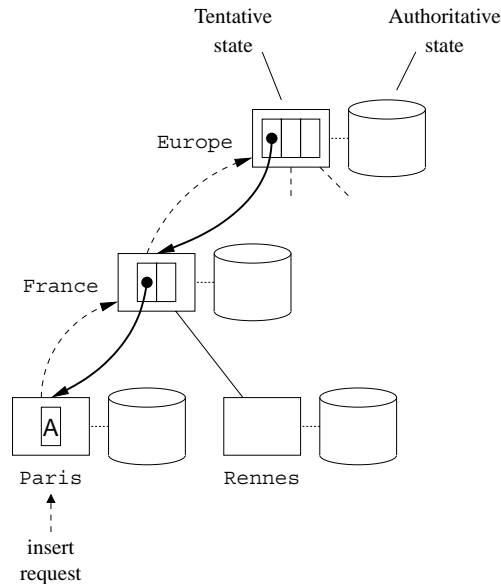 Tentative
state
Authoritative
state
Europe
France
A
Paris
Rennes
insert
request